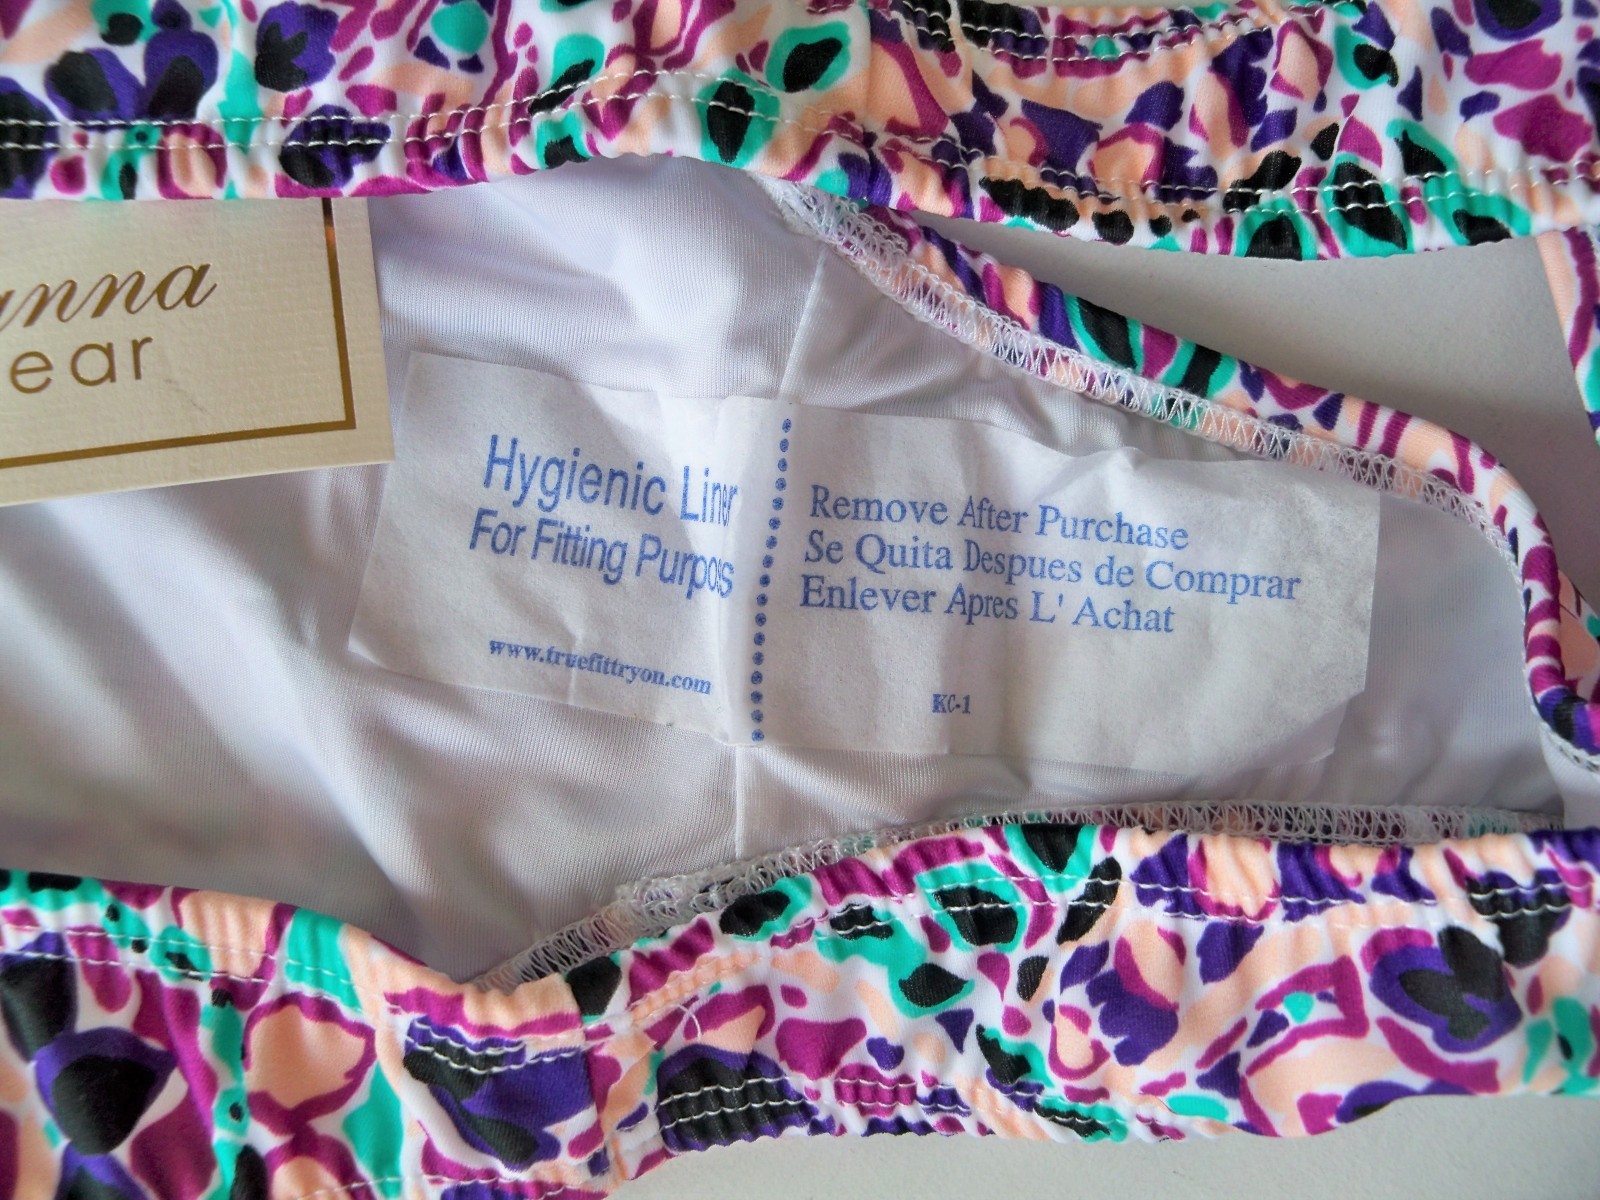 anna
ear
Hygienic Liner
For Fitting Purpos
www.truefittryon.com
Remove After Purchase
Se Quita Despues de Comprar
Enlever Apres L' Achat
KC-1